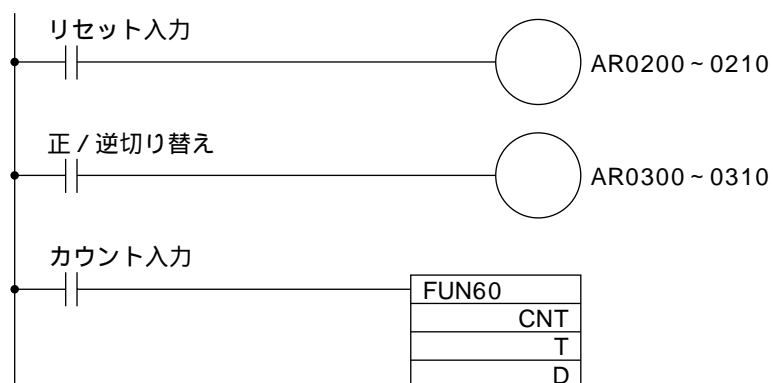 リセット入力
AR0200 ~ 0210
正 / 逆切り替え
AR0300 ~ 0310
カウント入力
FUN60
CNT
T
D